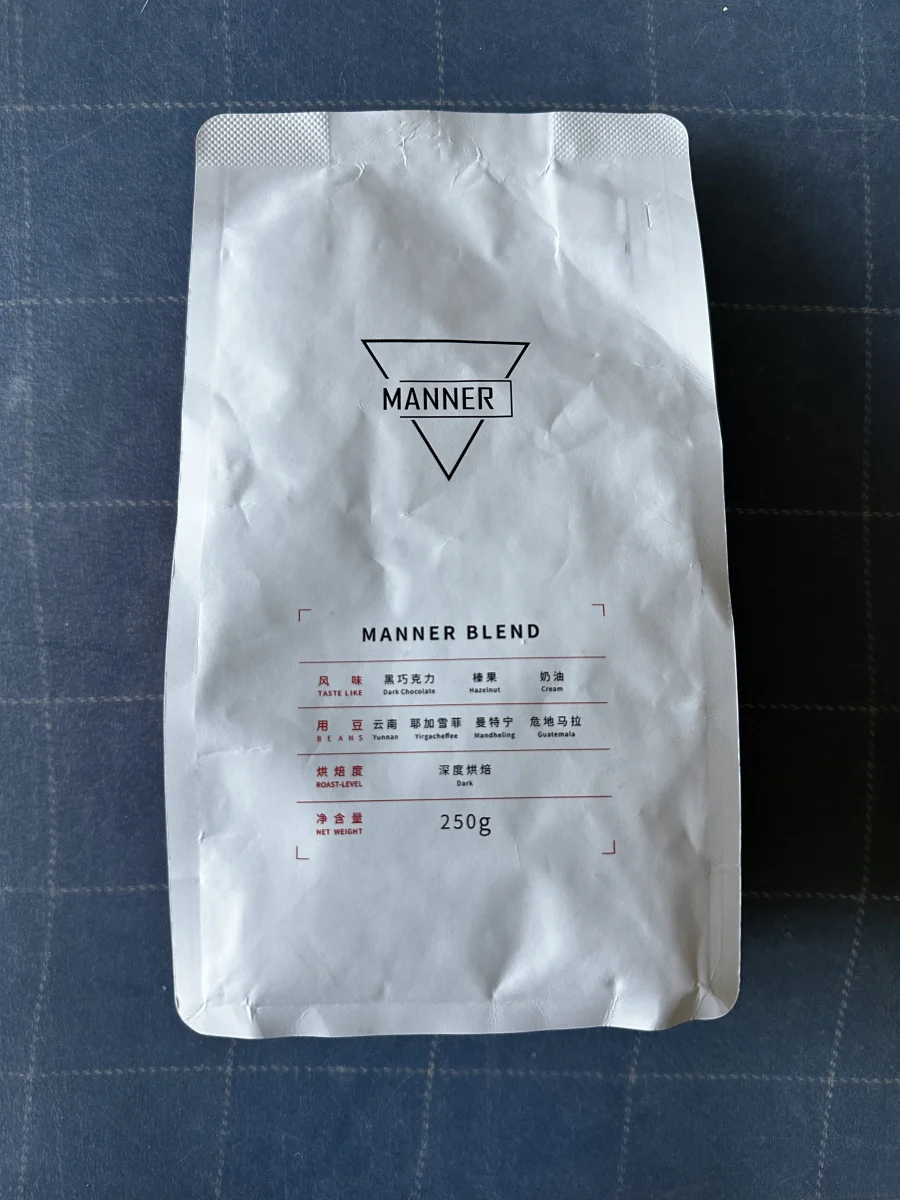 MANNER
MANNER BLEND
风味 黑巧克力 榛果 奶油
TASTE LIKE Dark Chocolate Hazelnut Cream
用豆 云南 耶加雪菲 曼特宁 危地马拉
BEANS Yunnan Yirgacheffee Mandheling Guatemala
烘焙度 深度烘焙
ROAST-LEVEL Dark
净含量 250g
NET WEIGHT